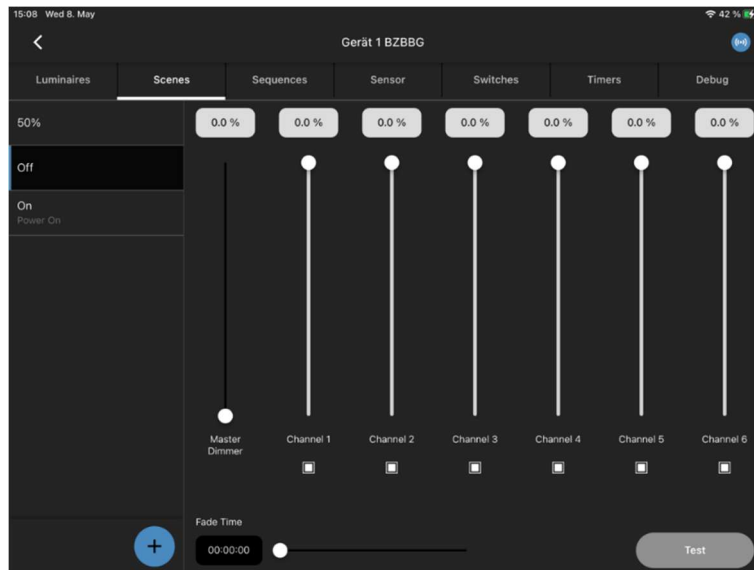 15:08 Wed 8. May
42 %
Gerät 1 BZBBG
Luminaires Scenes Sequences Sensor Switches Timers Debug
50%
Off
On
Power On
0.0 % 0.0 % 0.0 % 0.0 % 0.0 % 0.0 % 0.0 %
Master
Dimmer
Channel 1 Channel 2 Channel 3 Channel 4 Channel 5 Channel 6
Fade Time
00:00:00
Test